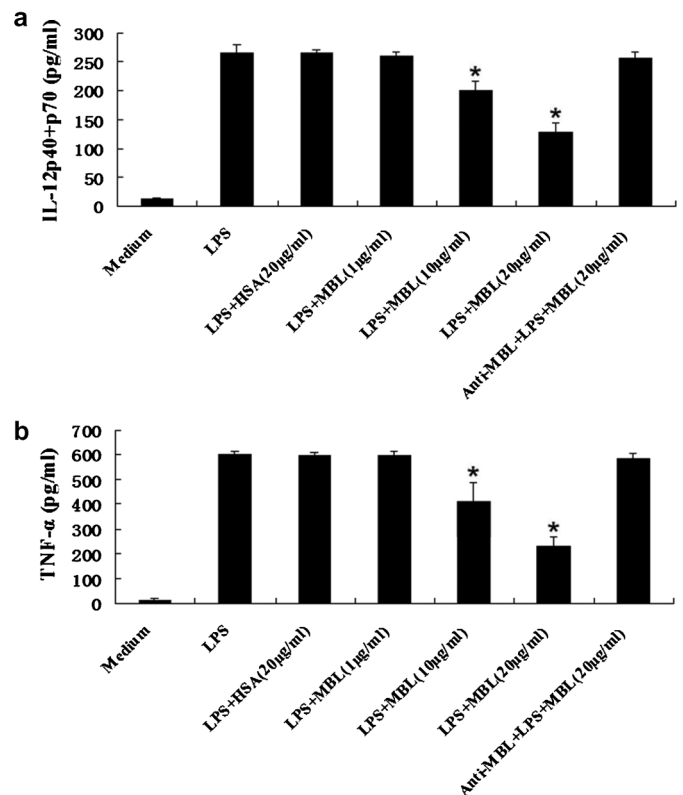 a
IL-12p40+p70 (pg/ml)
300
250
200
150
100
50
0
*
*
Medium
LPS
LPS+HSA(20μg/ml)
LPS+MBL(1μg/ml)
LPS+MBL(10μg/ml)
LPS+MBL(20μg/ml)
Anti-MBL+LPS+MBL(20μg/ml)
b
TNF-α (pg/ml)
700
600
500
400
300
200
100
0
*
*
Medium
LPS
LPS+HSA(20μg/ml)
LPS+MBL(1μg/ml)
LPS+MBL(10μg/ml)
LPS+MBL(20μg/ml)
Anti-MBL+LPS+MBL(20μg/ml)